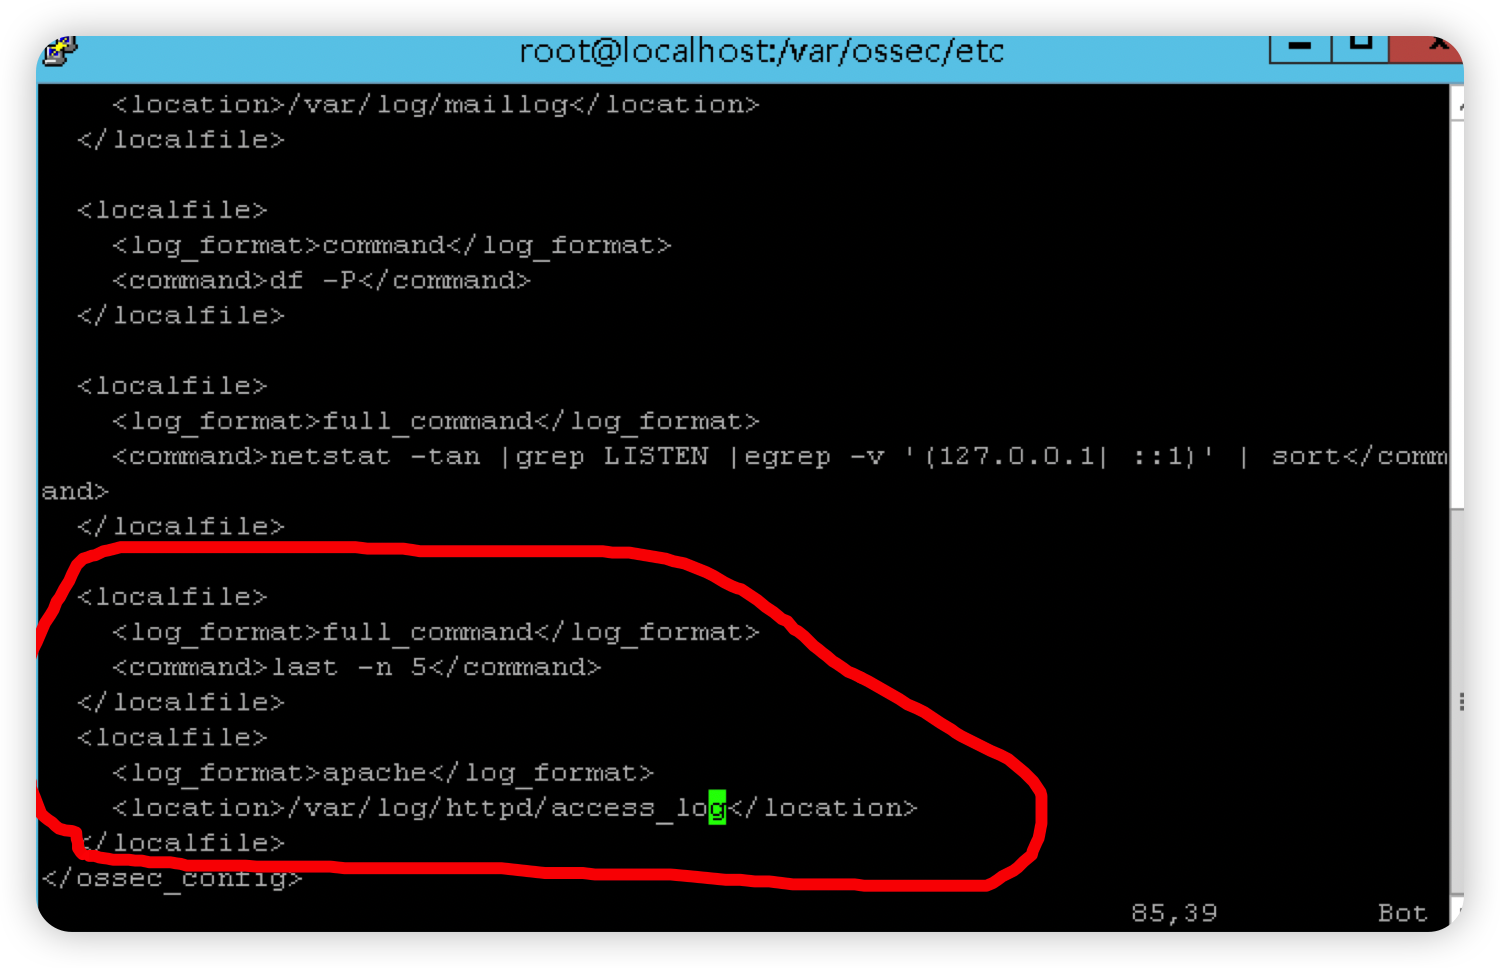 root@localhost:/var/ossec/etc
<location>/var/log/maillog</location>
</localfile>
<localfile>
<log_format>command</log_format>
<command>df -P</command>
</localfile>
<localfile>
<log_format>full_command</log_format>
<command>netstat -tan |grep LISTEN |egrep -v '(127.0.0.1| ::1)' | sort</comm
and>
</localfile>
<localfile>
<log_format>full_command</log_format>
<command>last -n 5</command>
</localfile>
<localfile>
<log_format>apache</log_format>
<location>/var/log/httpd/access_log</location>
</localfile>
</ossec_config>
85,39 Bot